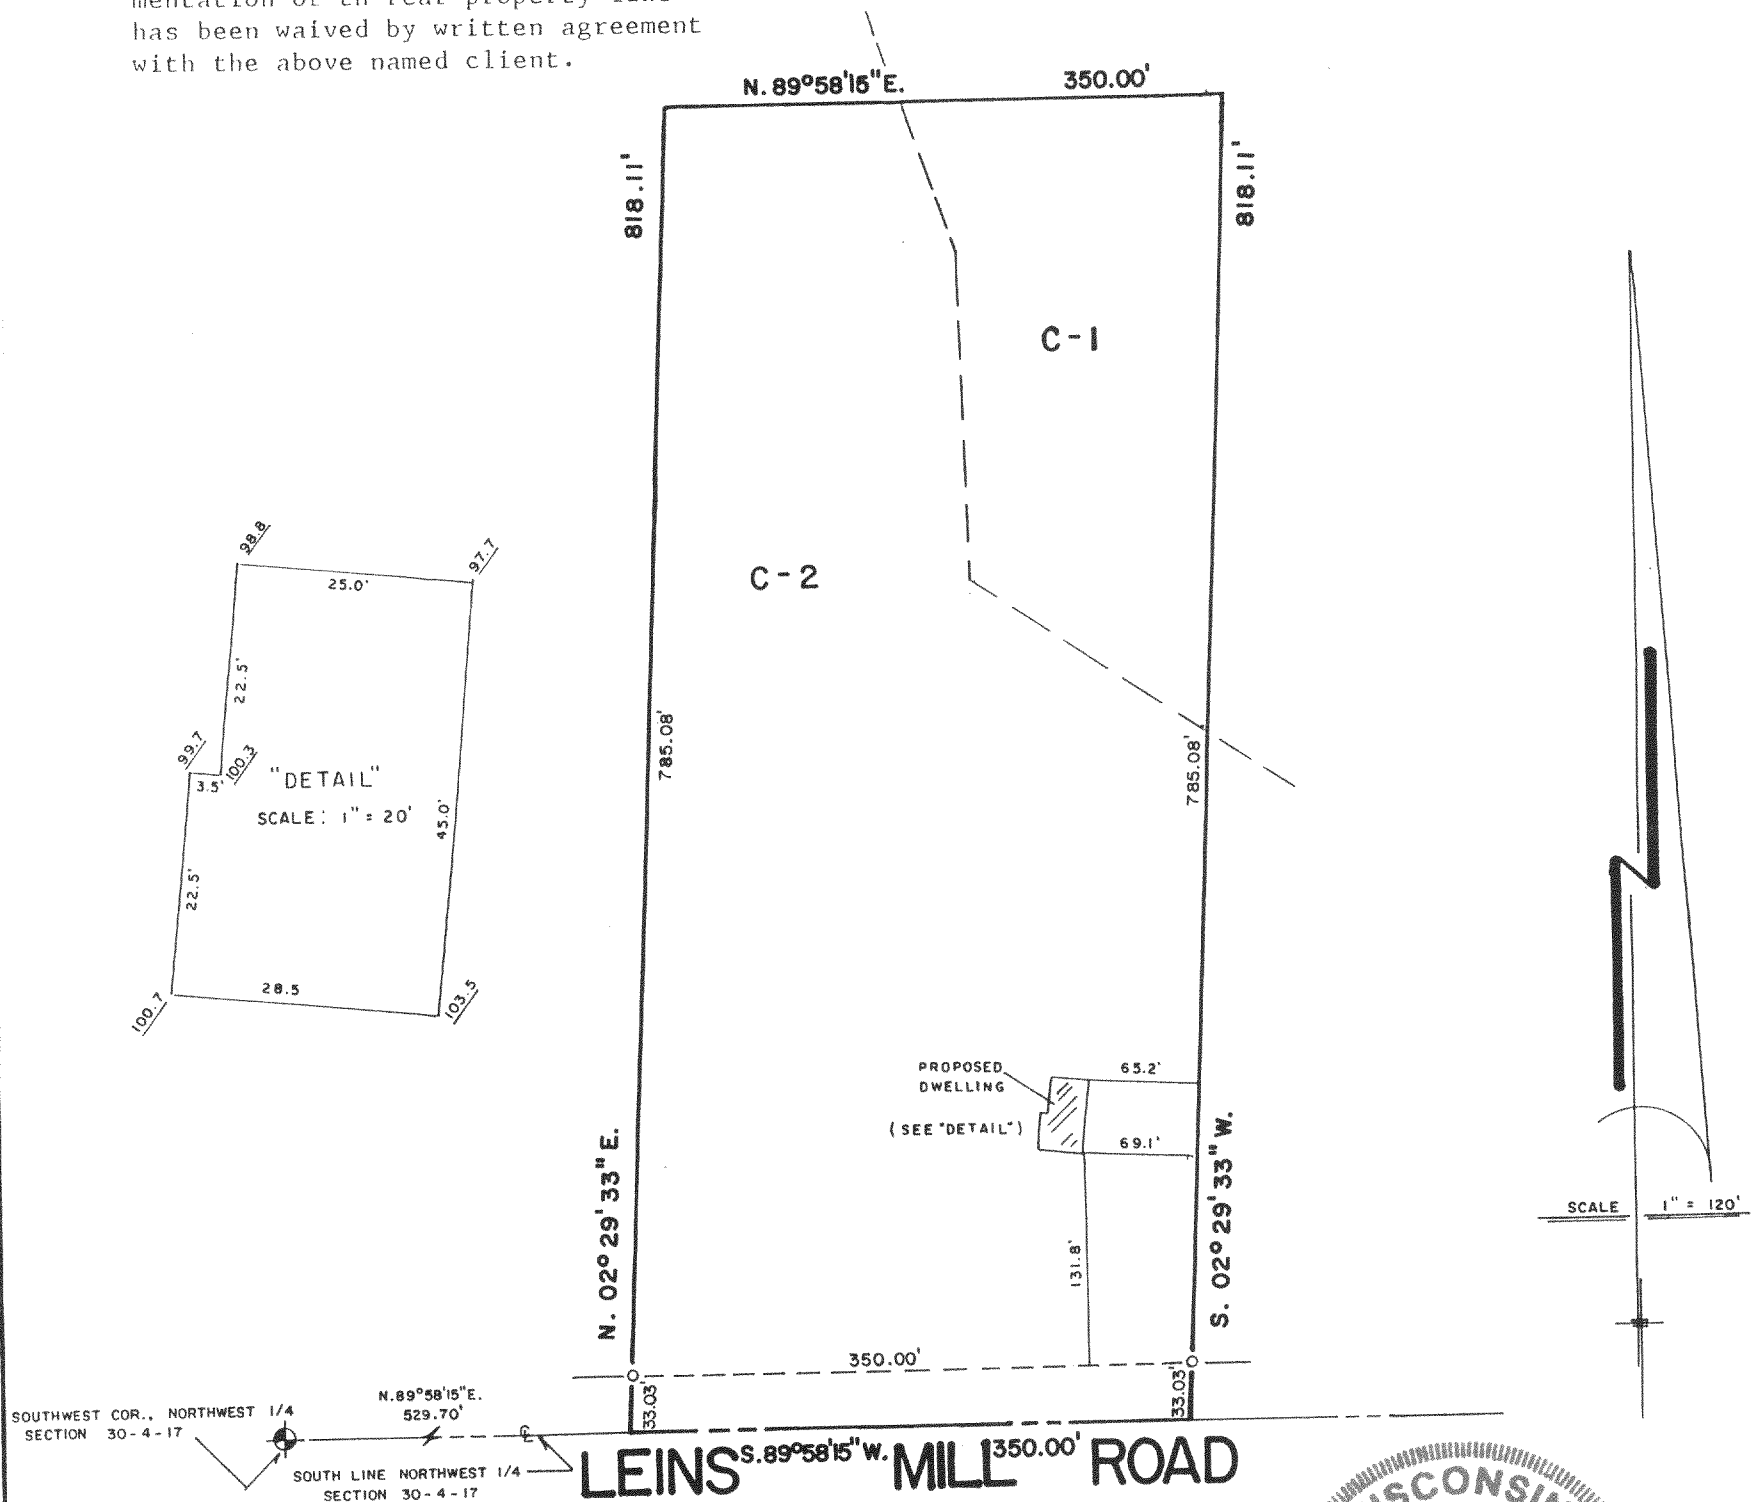 has been waived by written agreement
with the above named client.
N. 89°58'15"E.
350.00'
818.11'
818.11'
C-1
C-2
98.8
97.7
25.0'
22.5'
99.7
100.3
3.5'
"DETAIL"
SCALE: 1" = 20'
45.0'
22.5'
28.5
100.7
103.5
785.08'
785.08'
PROPOSED
DWELLING
(SEE "DETAIL")
65.2'
69.1'
131.8'
N. 02° 29' 33" E.
S. 02° 29' 33" W.
SCALE 1" = 120'
350.00'
33.03'
33.03'
N.89°58'15"E.
529.70'
SOUTHWEST COR., NORTHWEST 1/4
SECTION 30-4-17
SOUTH LINE NORTHWEST 1/4
SECTION 30-4-17
LEINS MILL ROAD
S.89°58'15"W. 350.00'